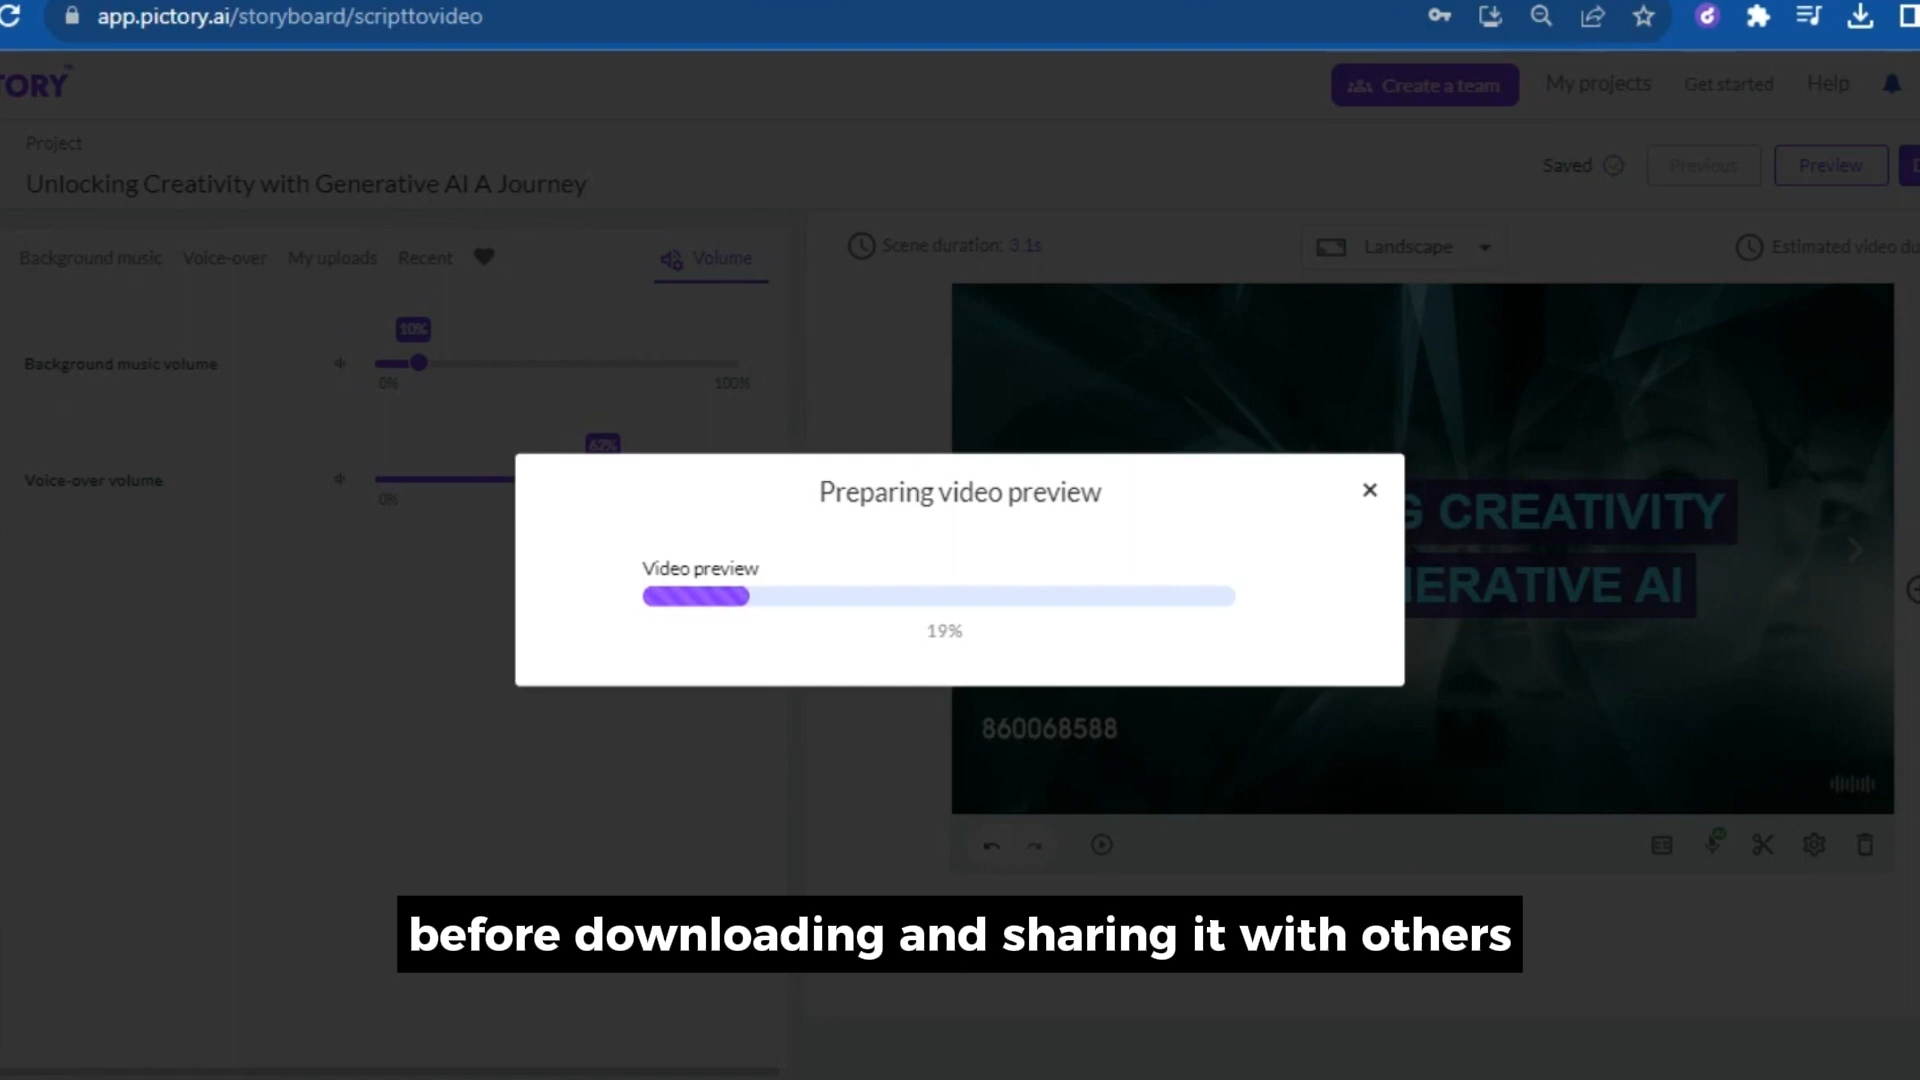 app.pictory.ai/storyboard/scripttovideo
TORY
Create a team
My projects
Get started
Help
Project
Unlocking Creativity with Generative AI A Journey
Saved
Previous
Preview
Background music
Voice-over
My uploads
Recent
Volume
Scene duration: 3.1s
Landscape
Estimated video du
10%
Background music volume
0%
100%
62%
Voice-over volume
0%
Preparing video preview
Video preview
19%
G CREATIVITY
ERATIVE AI
860068588
before downloading and sharing it with others